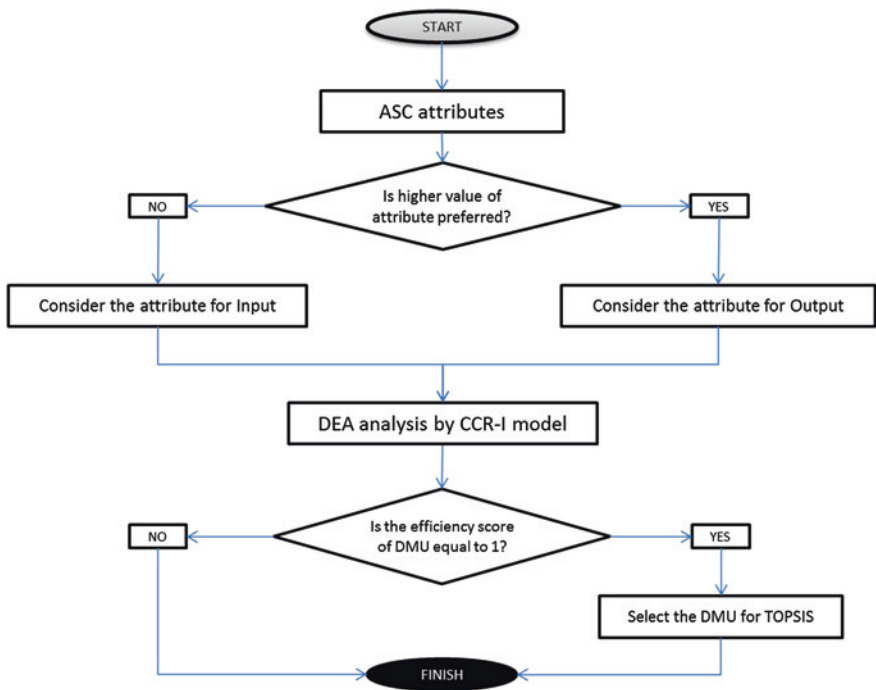 START
ASC attributes
Is higher value of
attribute preferred?
NO
YES
Consider the attribute for Input
Consider the attribute for Output
DEA analysis by CCR-I model
Is the efficiency score
of DMU equal to 1?
NO
YES
Select the DMU for TOPSIS
FINISH